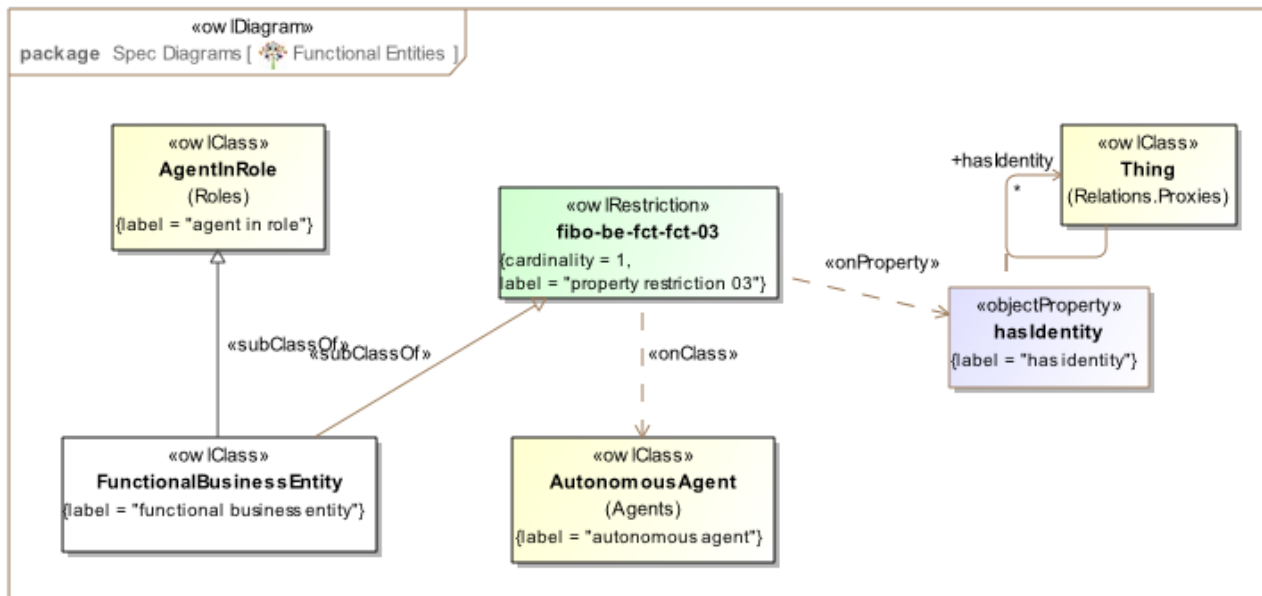 «owlDiagram»
package Spec Diagrams [ Functional Entities ]
«owlClass»
AgentInRole
(Roles)
{label = "agent in role"}
«owlRestriction»
fibo-be-fct-fct-03
{cardinality = 1,
label = "property restriction 03"}
+hasIdentity
*
«owlClass»
Thing
(Relations.Proxies)
«onProperty»
«objectProperty»
hasIdentity
{label = "has identity"}
«subClassOf»
«subClassOf»
«onClass»
«owlClass»
FunctionalBusinessEntity
{label = "functional business entity"}
«owlClass»
AutonomousAgent
(Agents)
{label = "autonomous agent"}